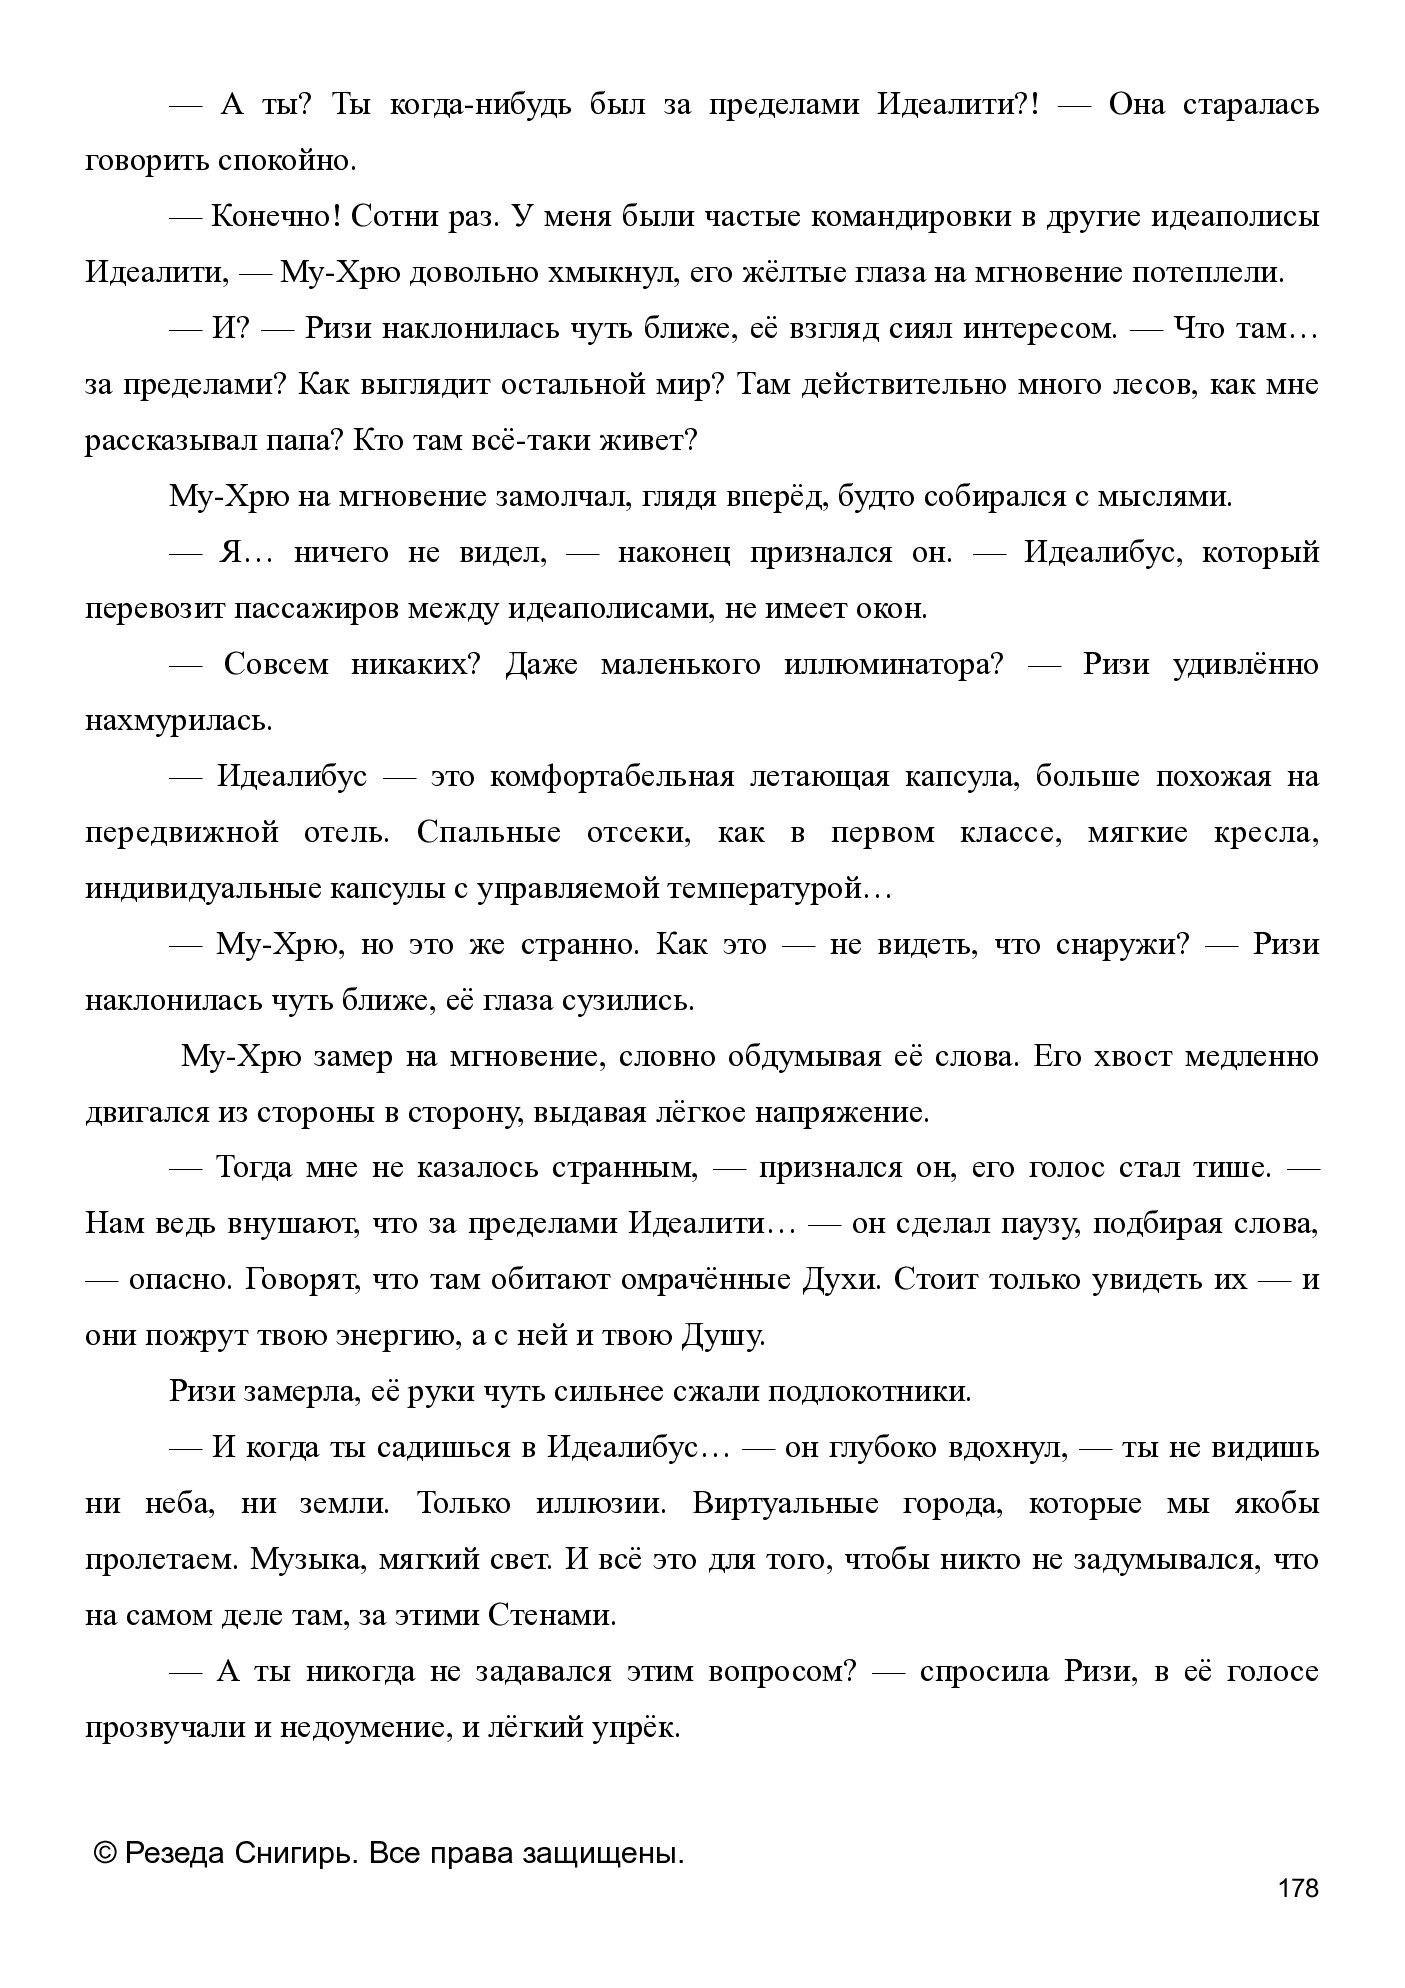 — А ты? Ты когда-нибудь был за пределами Идеалити?! — Она старалась
говорить спокойно.
— Конечно! Сотни раз. У меня были частые командировки в другие идеаполисы
Идеалити, — Му-Хрю довольно хмыкнул, его жёлтые глаза на мгновение потеплели.
— И? — Ризи наклонилась чуть ближе, её взгляд сиял интересом. — Что там…
за пределами? Как выглядит остальной мир? Там действительно много лесов, как мне
рассказывал папа? Кто там всё-таки живет?
Му-Хрю на мгновение замолчал, глядя вперёд, будто собирался с мыслями.
— Я… ничего не видел, — наконец признался он. — Идеалибус, который
перевозит пассажиров между идеаполисами, не имеет окон.
— Совсем никаких? Даже маленького иллюминатора? — Ризи удивлённо
нахмурилась.
— Идеалибус — это комфортабельная летающая капсула, больше похожая на
передвижной отель. Спальные отсеки, как в первом классе, мягкие кресла,
индивидуальные капсулы с управляемой температурой…
— Му-Хрю, но это же странно. Как это — не видеть, что снаружи? — Ризи
наклонилась чуть ближе, её глаза сузились.
Му-Хрю замер на мгновение, словно обдумывая её слова. Его хвост медленно
двигался из стороны в сторону, выдавая лёгкое напряжение.
— Тогда мне не казалось странным, — признался он, его голос стал тише. —
Нам ведь внушают, что за пределами Идеалити… — он сделал паузу, подбирая слова,
— опасно. Говорят, что там обитают омрачённые Духи. Стоит только увидеть их — и
они пожрут твою энергию, а с ней и твою Душу.
Ризи замерла, её руки чуть сильнее сжали подлокотники.
— И когда ты садишься в Идеалибус… — он глубоко вдохнул, — ты не видишь
ни неба, ни земли. Только иллюзии. Виртуальные города, которые мы якобы
пролетаем. Музыка, мягкий свет. И всё это для того, чтобы никто не задумывался, что
на самом деле там, за этими Стенами.
— А ты никогда не задавался этим вопросом? — спросила Ризи, в её голосе
прозвучали и недоумение, и лёгкий упрёк.
© Резеда Снигирь. Все права защищены.
178